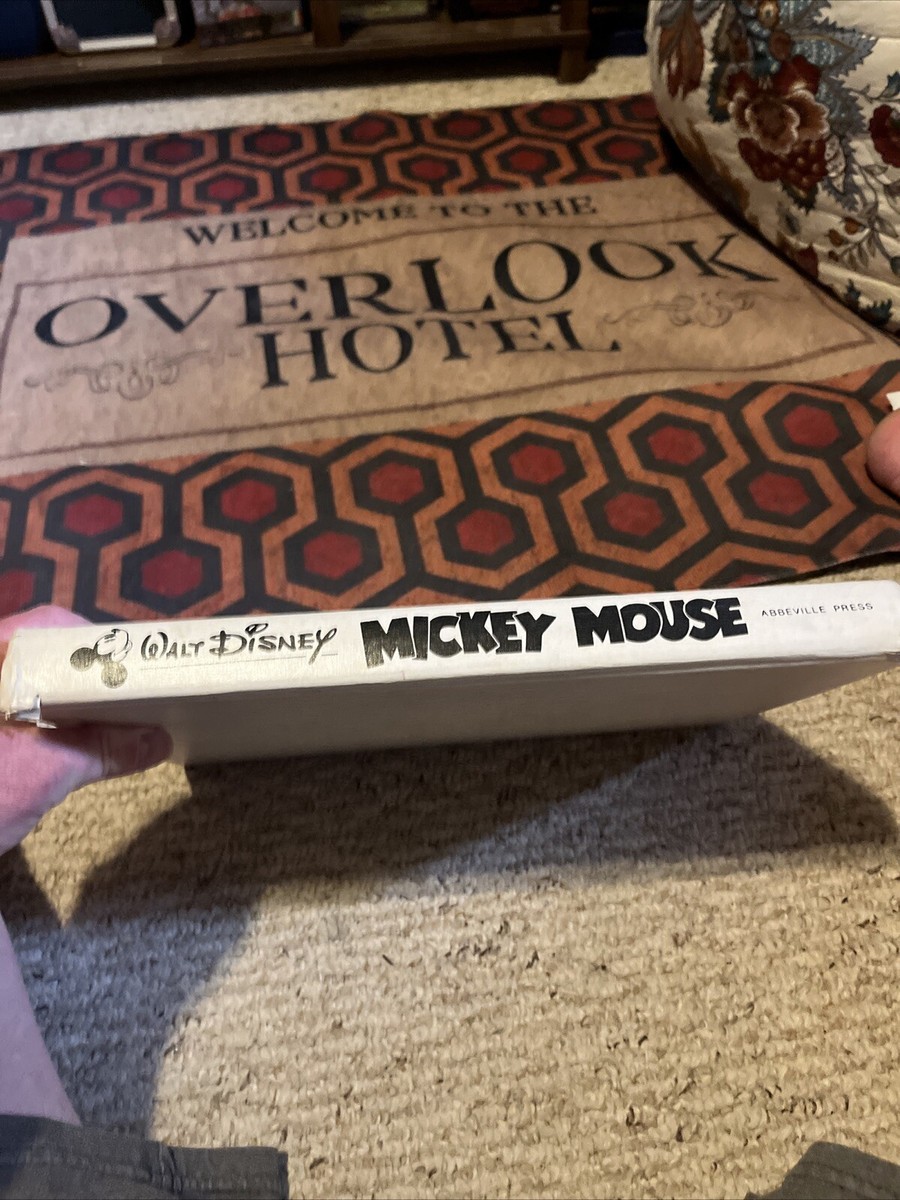 WELCOME TO THE
OVERLOOK
HOTEL
WALT DISNEY MICKEY MOUSE ABBEVILLE PRESS